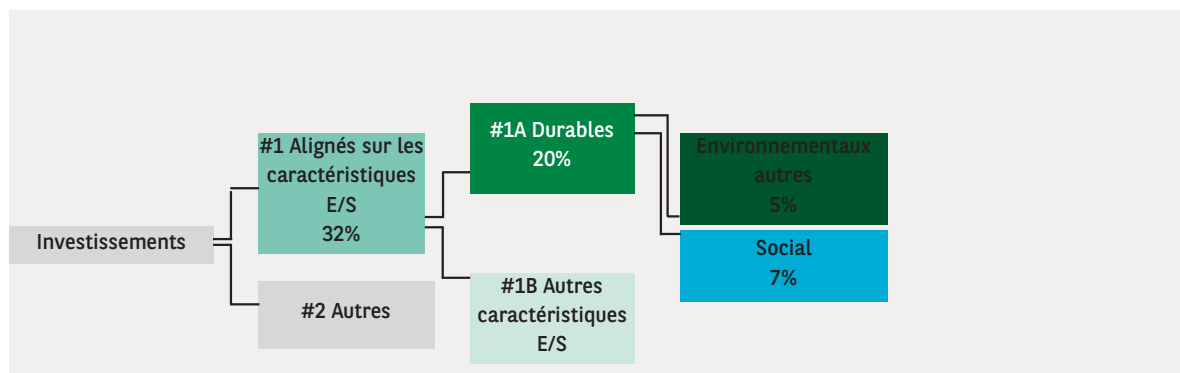 Investissements
#1 Alignés sur les
caractéristiques
E/S
32%
#2 Autres
#1A Durables
20%
#1B Autres
caractéristiques
E/S
Environnementaux
autres
5%
Social
7%